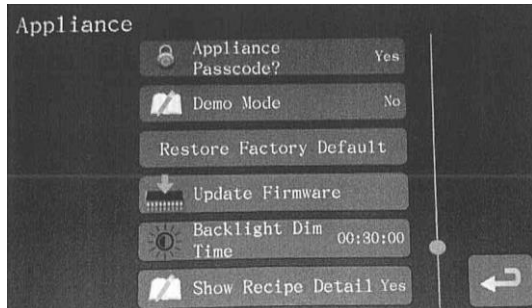 Appliance
Appliance
Passcode? Yes
Demo Mode No
Restore Factory Default
Update Firmware
Backlight Dim
Time 00:30:00
Show Recipe Detail Yes